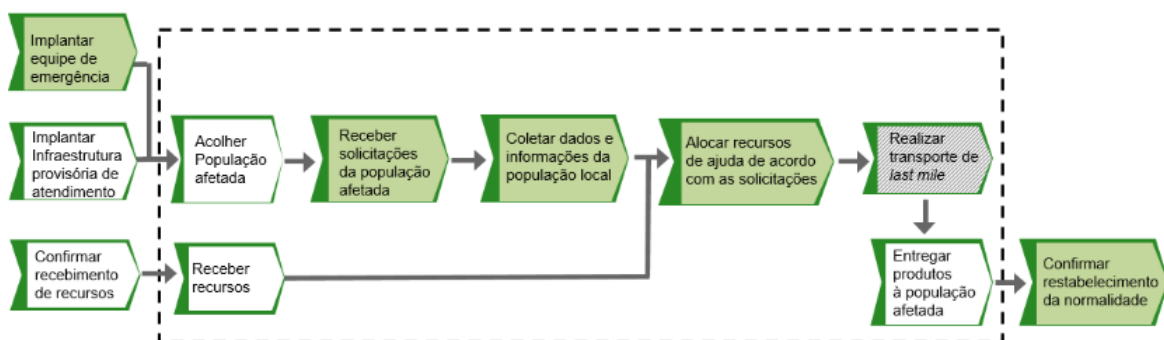 Implantar
equipe de
emergência
Implantar
Infraestrutura
provisória de
atendimento
Acolher
População
afetada
Receber
solicitações
da população
afetada
Coletar dados e
informações da
população local
Alocar recursos
de ajuda de acordo
com as solicitações
Realizar
transporte de
last mile
Confirmar
recebimento
de recursos
Receber
recursos
Entregar
produtos
à população
afetada
Confirmar
restabelecimento
da normalidade